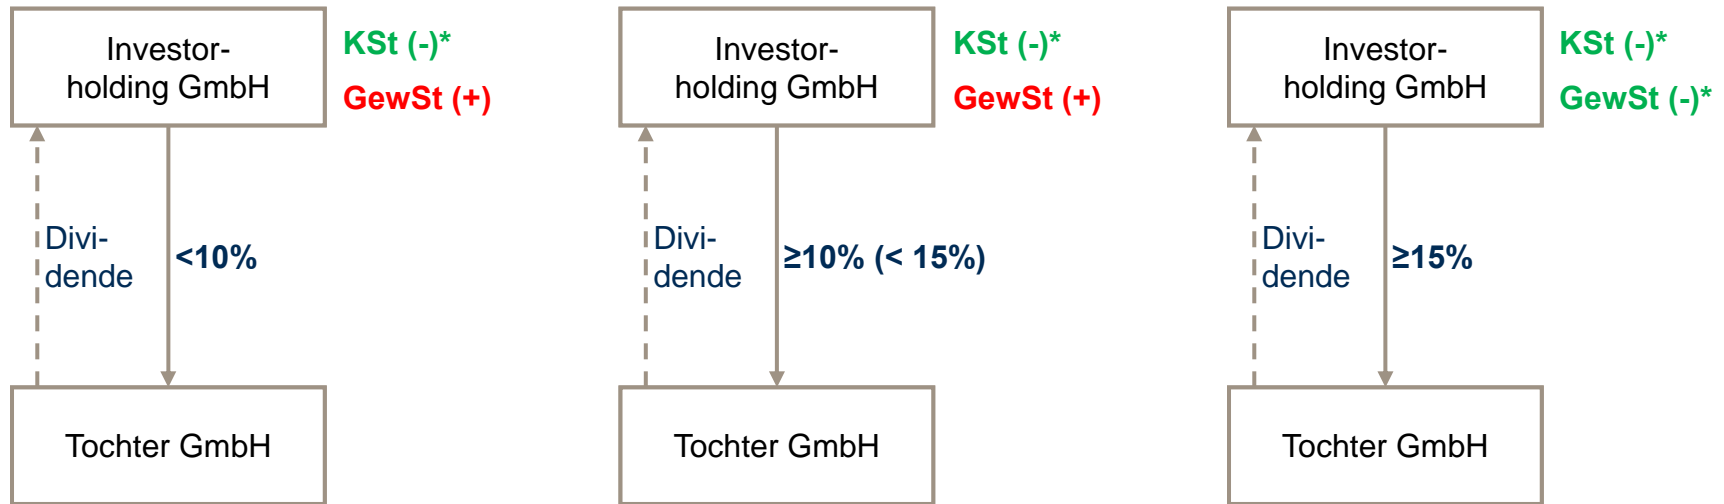 Investor-
holding GmbH
KSt (-)*
GewSt (+)
Divi-
dende
<10%
Tochter GmbH
Investor-
holding GmbH
KSt (-)*
GewSt (+)
Divi-
dende
≥10% (< 15%)
Tochter GmbH
Investor-
holding GmbH
KSt (-)*
GewSt (-)*
Divi-
dende
≥15%
Tochter GmbH